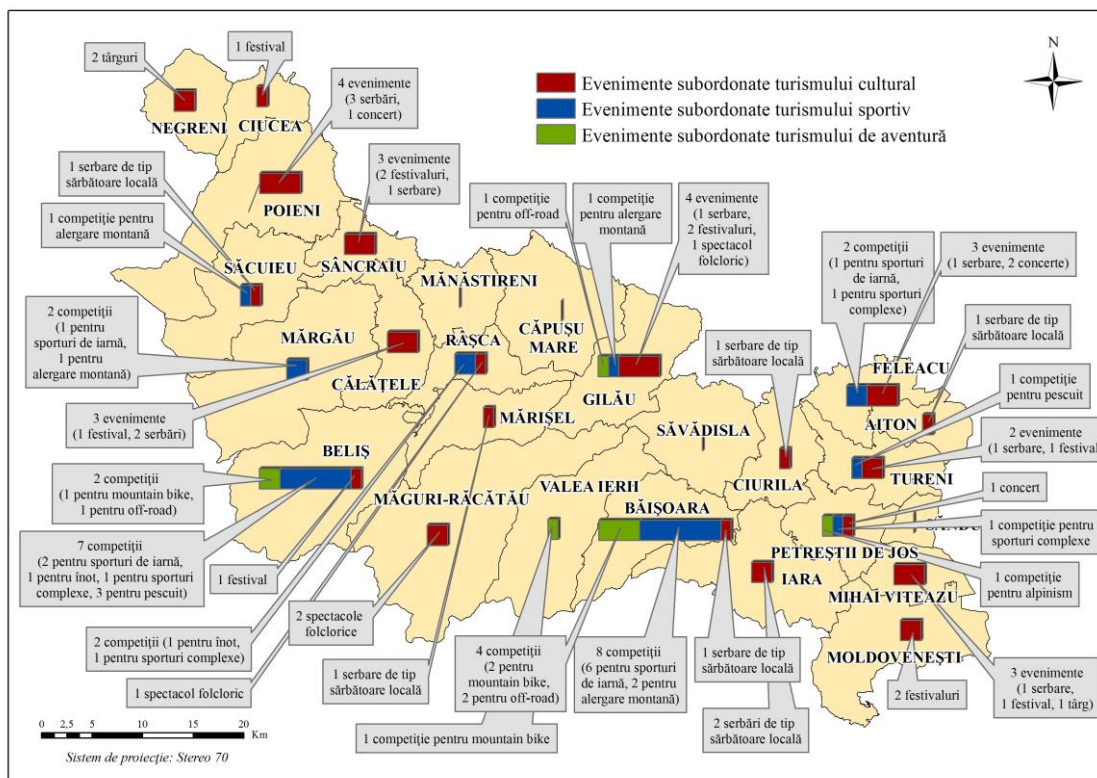 N
Evenimente subordonate turismului cultural
Evenimente subordonate turismului sportiv
Evenimente subordonate turismului de aventură
2 târguri
1 festival
4 evenimente
(3 serbări,
1 concert)
NEGRENI
CIUCEA
1 serbare de tip
sărbătoare locală
3 evenimente
(2 festivaluri,
1 serbare)
POIENI
1 competiție pentru
alergare montană
SĂCUIEU
SÂNCRAIU
1 competiție
pentru off-road
1 competiție
pentru alergare
montană
4 evenimente
(1 serbare,
2 festivaluri,
1 spectacol
folcloric)
2 competiții
(1 pentru sporturi
de iarnă,
1 pentru sporturi
complexe)
3 evenimente
(1 serbare, 2 concerte)
MĂNĂSTIRENI
CĂPUȘU
MARE
2 competiții
(1 pentru
sporturi de iarnă,
1 pentru
alergare montană)
MĂRGĂU
RÂȘCA
CĂLĂȚELE
GILĂU
1 serbare de tip
sărbătoare locală
1 serbare de tip
sărbătoare locală
FELEACU
1 competiție
pentru pescuit
AITON
3 evenimente
(1 festival, 2 serbări)
MĂRIȘEL
SĂVĂDISLA
2 evenimente
(1 serbare, 1 festival)
BELIȘ
CIURILA
TURENI
2 competiții
(1 pentru mountain bike,
1 pentru off-road)
MĂGURI-RĂCĂTĂU
VALEA IERII
BĂIȘOARA
1 concert
7 competiții
(2 pentru sporturi de iarnă,
1 pentru înot, 1 pentru sporturi
complexe, 3 pentru pescuit)
1 festival
PETREȘTII DE JOS
1 competiție pentru
sporturi complexe
IARA
MIHAI VITEAZU
1 competiție
pentru alpinism
2 spectacole
folclorice
2 competiții (1 pentru înot,
1 pentru sporturi complexe)
1 spectacol folcloric
1 serbare de tip
sărbătoare locală
4 competiții
(2 pentru
mountain bike,
2 pentru off-road)
8 competiții
(6 pentru sporturi
de iarnă, 2 pentru
alergare montană)
1 serbare de tip
sărbătoare locală
MOLDOVENEȘTI
2 festivaluri
3 evenimente
(1 serbare,
1 festival, 1 târg)
1 competiție pentru mountain bike
2 serbări de tip
sărbătoare locală
0 2,5 5 10 15 20
Km
Sistem de proiecție: Stereo 70